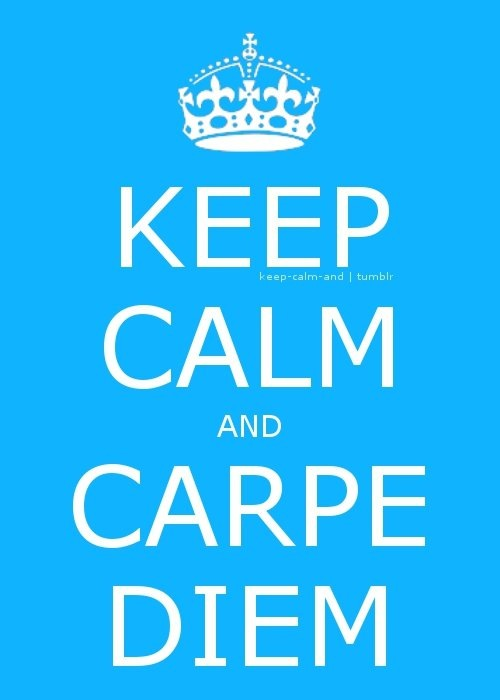 KEEP
keep-calm-and | tumblr
CALM
AND
CARPE
DIEM